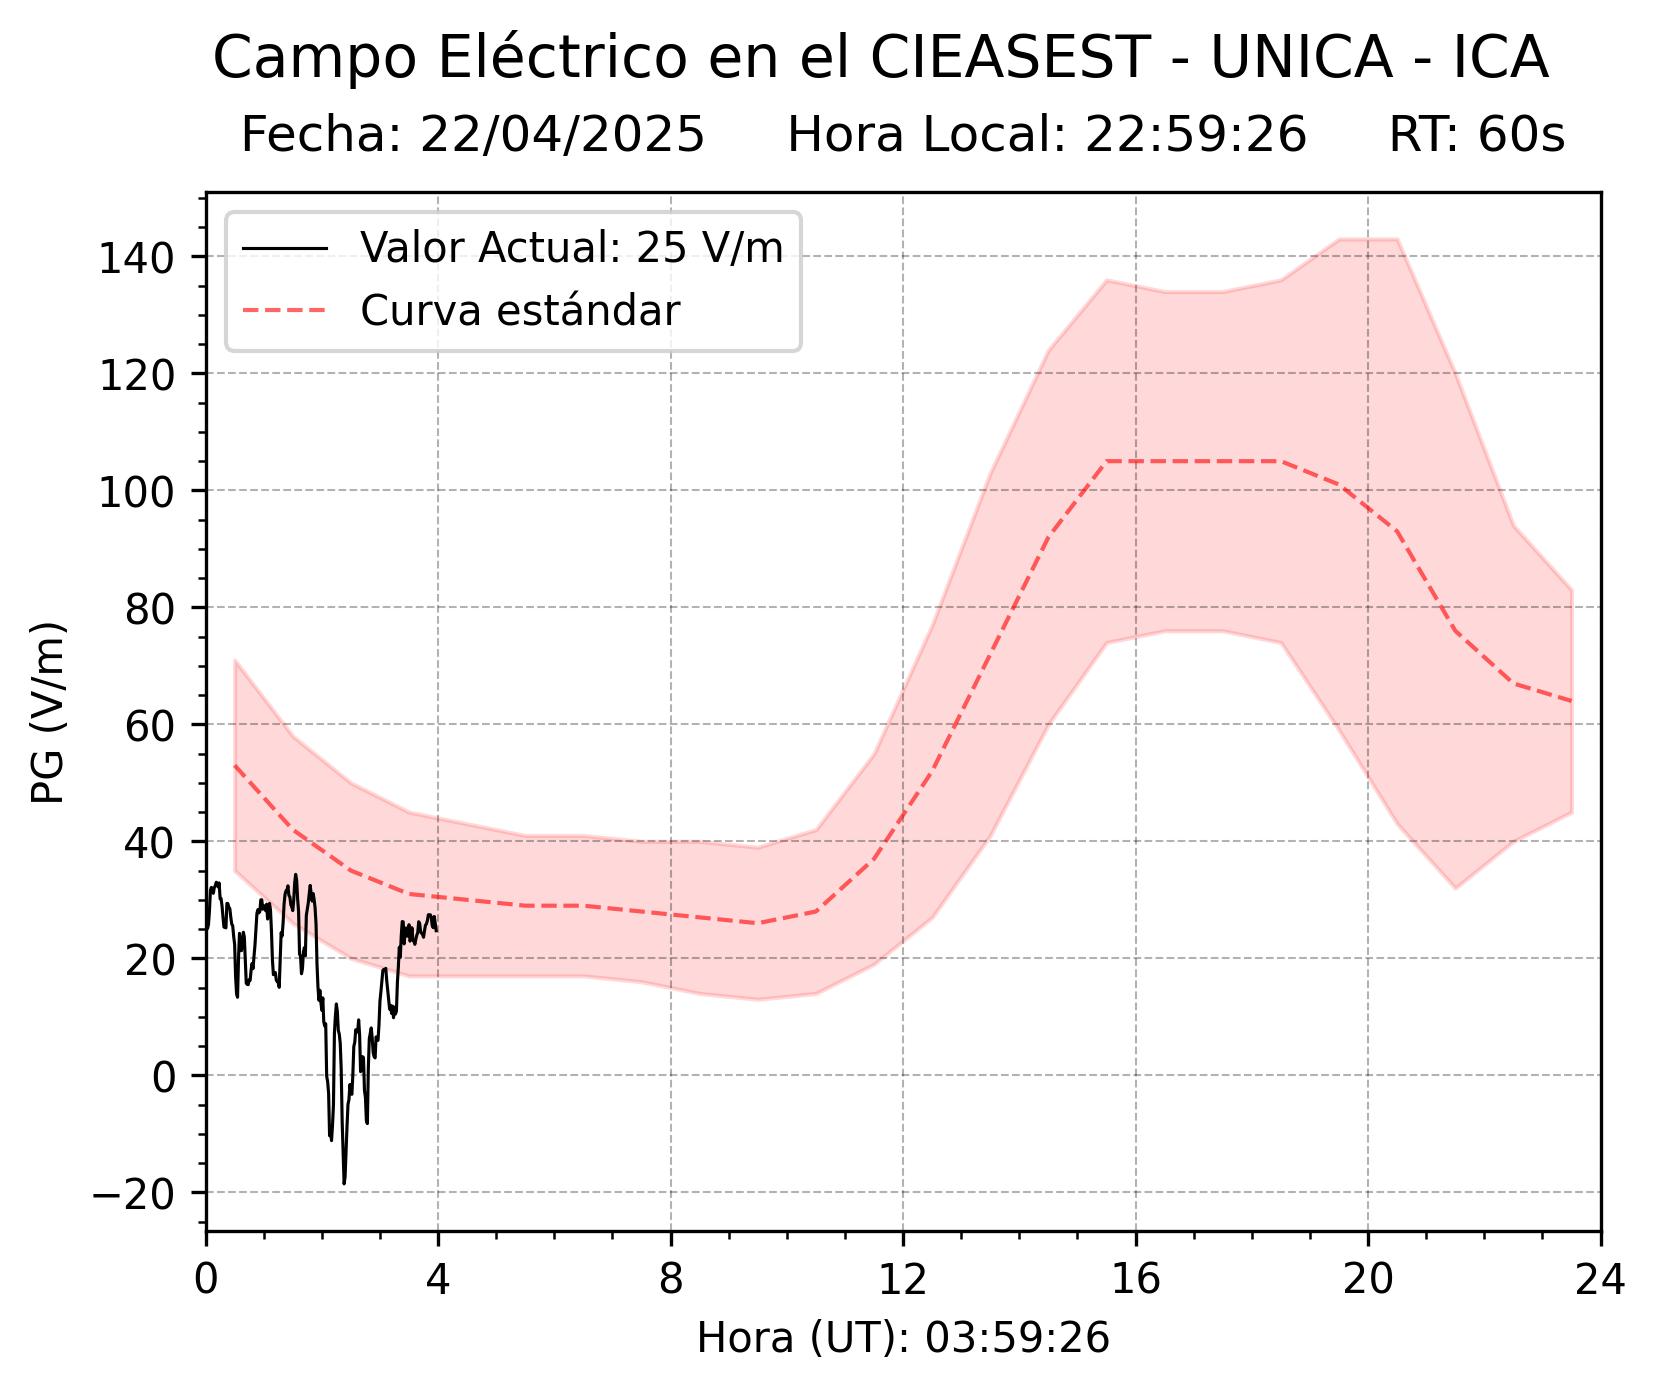 Campo Eléctrico en el CIEASEST - UNICA - ICA
Fecha: 22/04/2025 Hora Local: 22:59:26 RT: 60s
Valor Actual: 25 V/m
Curva estándar
140
120
100
80
60
40
20
0
−20
PG (V/m)
0 4 8 12 16 20 24
Hora (UT): 03:59:26